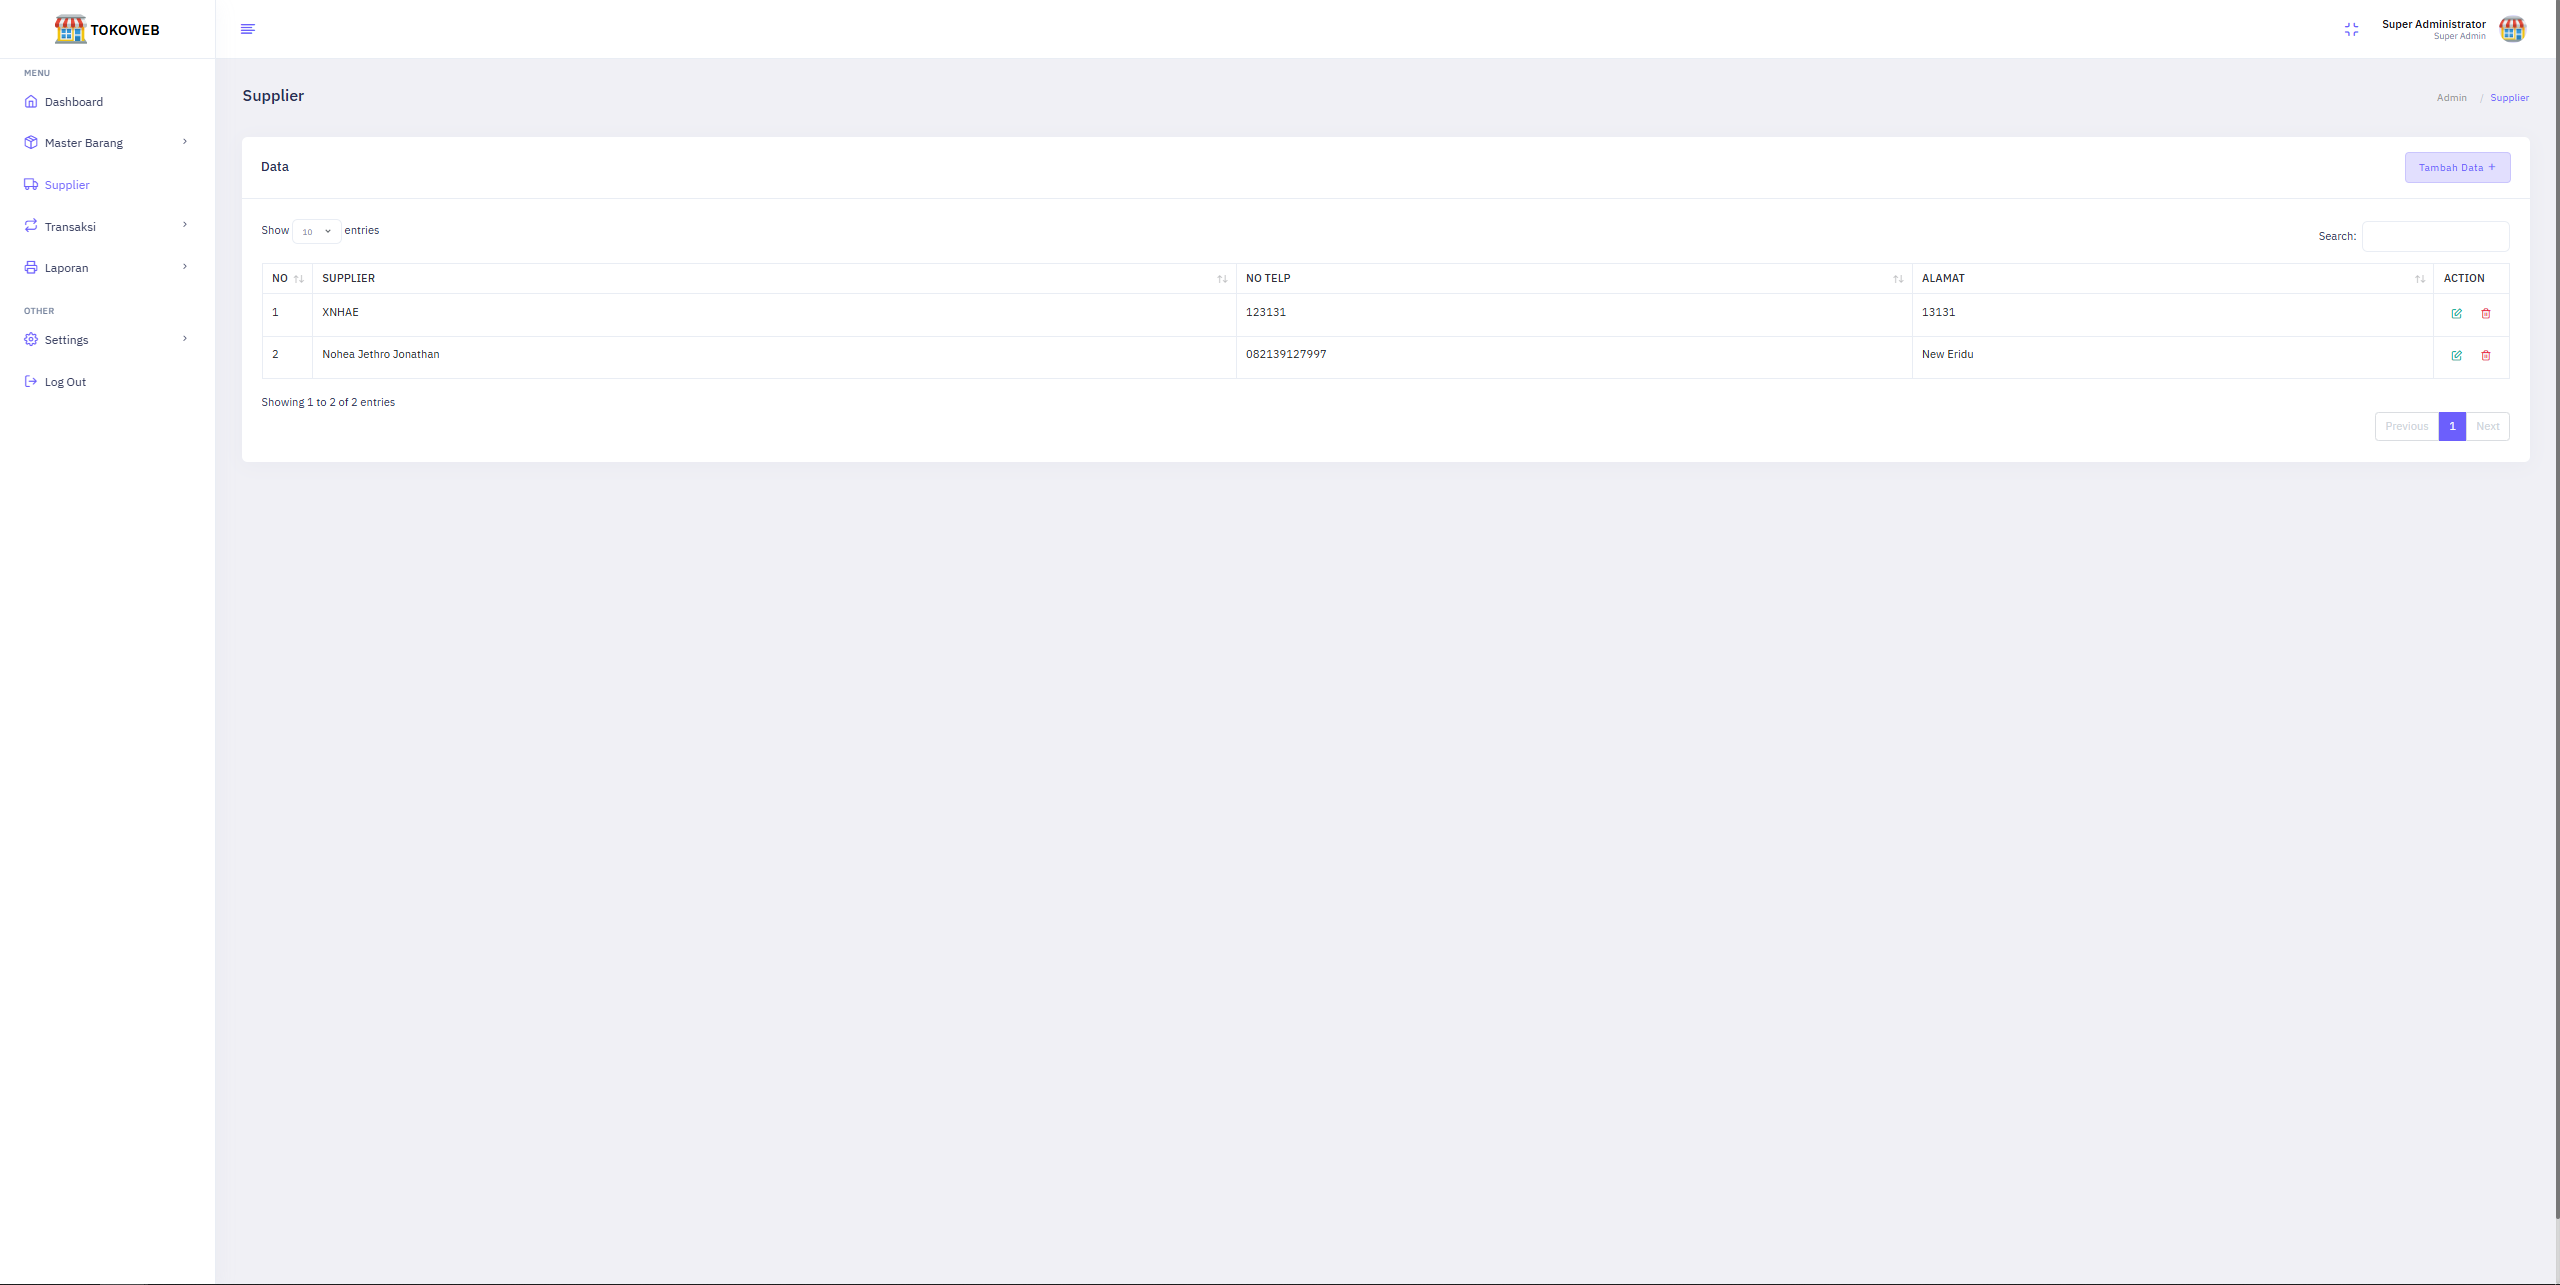 TOKOWEB
Super Administrator
Super Admin
MENU
Dashboard
Master Barang
Supplier
Transaksi
Laporan
OTHER
Settings
Log Out
Supplier
Admin / Supplier
Data
Tambah Data +
Show 10 entries
Search:
NO SUPPLIER NO TELP ALAMAT ACTION
1 XNHAE 123131 13131
2 Nohea Jethro Jonathan 082139127997 New Eridu
Showing 1 to 2 of 2 entries
Previous 1 Next